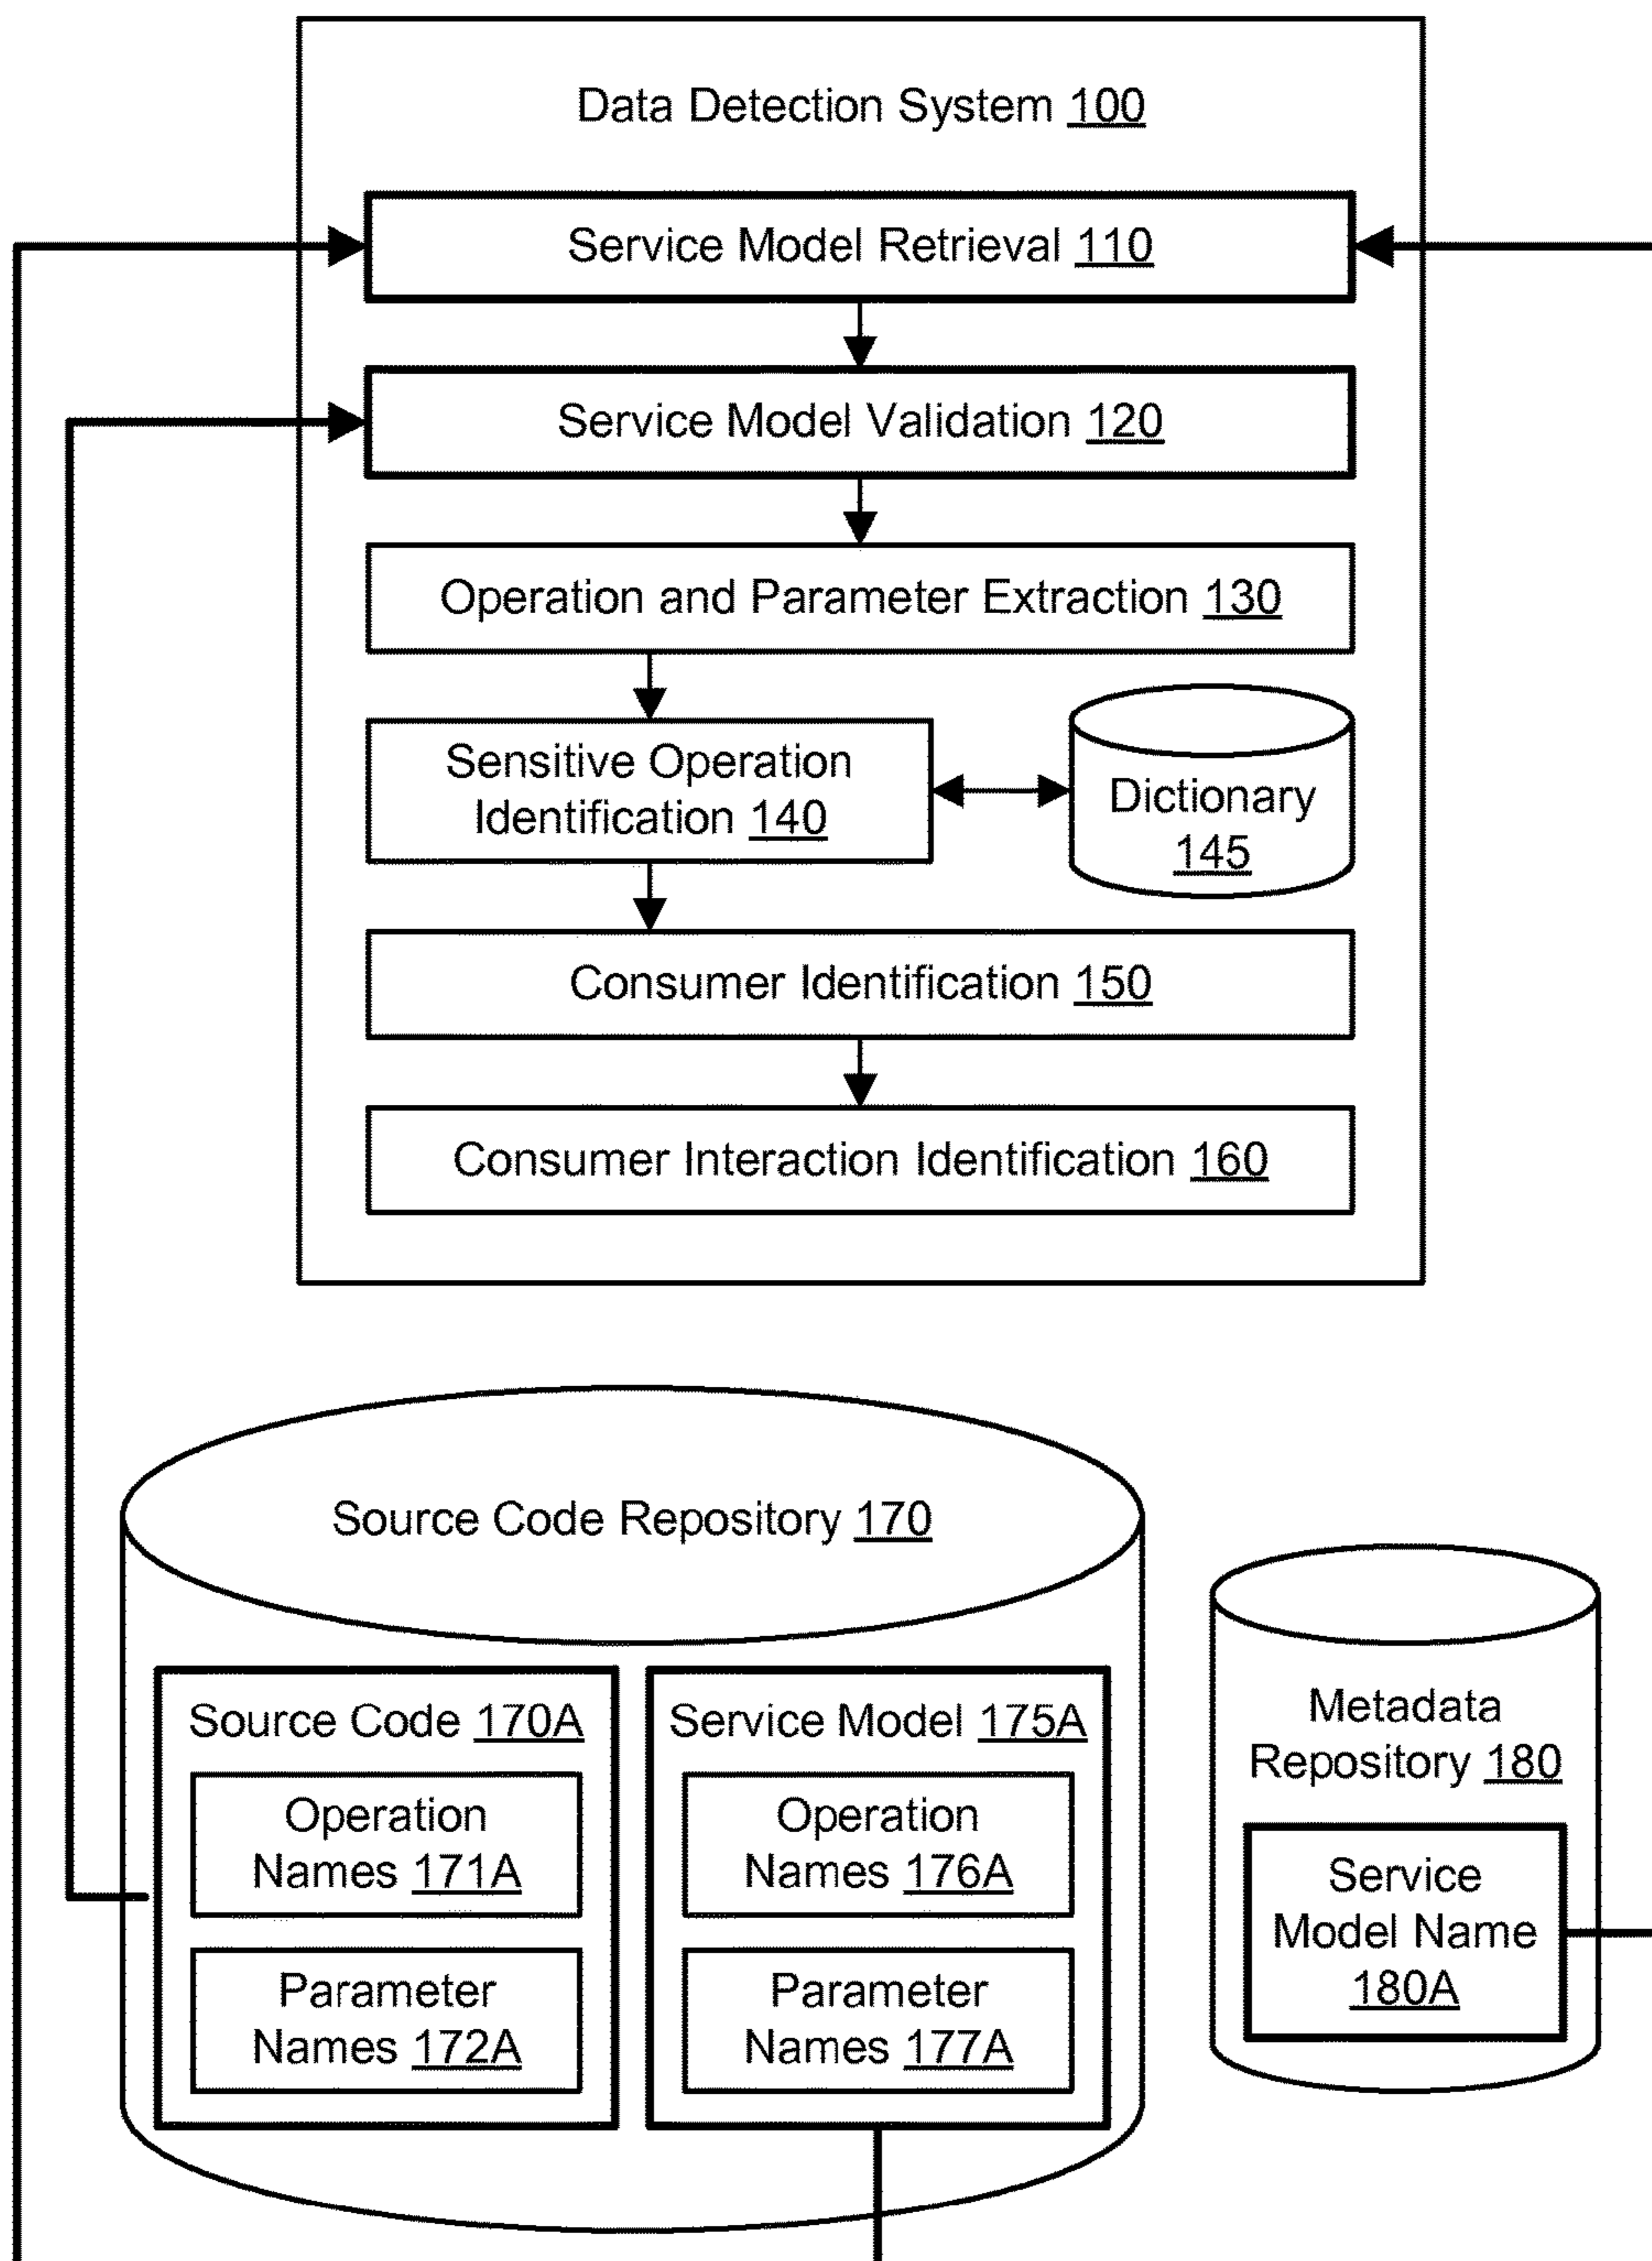 Data Detection System 100
Service Model Retrieval 110
Service Model Validation 120
Operation and Parameter Extraction 130
Sensitive Operation
Identification 140
Dictionary
145
Consumer Identification 150
Consumer Interaction Identification 160
Source Code Repository 170
Source Code 170A
Operation
Names 171A
Parameter
Names 172A
Service Model 175A
Operation
Names 176A
Parameter
Names 177A
Metadata
Repository 180
Service
Model Name
180A